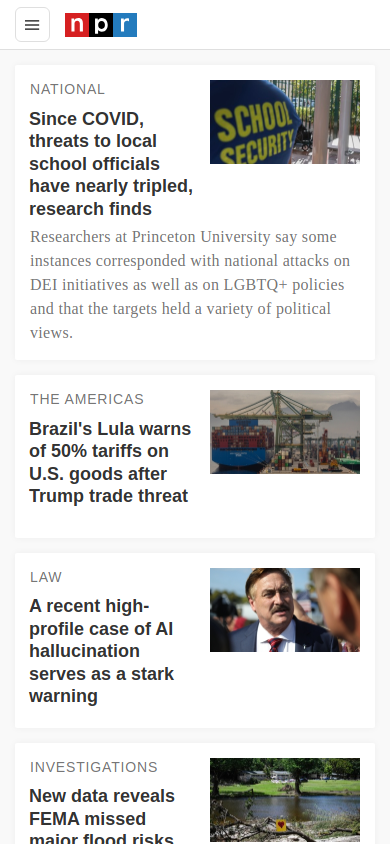 npr
NATIONAL
Since COVID,
threats to local
school officials
have nearly tripled,
research finds
SCHOOL
SECURITY
Researchers at Princeton University say some
instances corresponded with national attacks on
DEI initiatives as well as on LGBTQ+ policies
and that the targets held a variety of political
views.
THE AMERICAS
Brazil's Lula warns
of 50% tariffs on
U.S. goods after
Trump trade threat
LAW
A recent high-
profile case of AI
hallucination
serves as a stark
warning
INVESTIGATIONS
New data reveals
FEMA missed
major flood risks